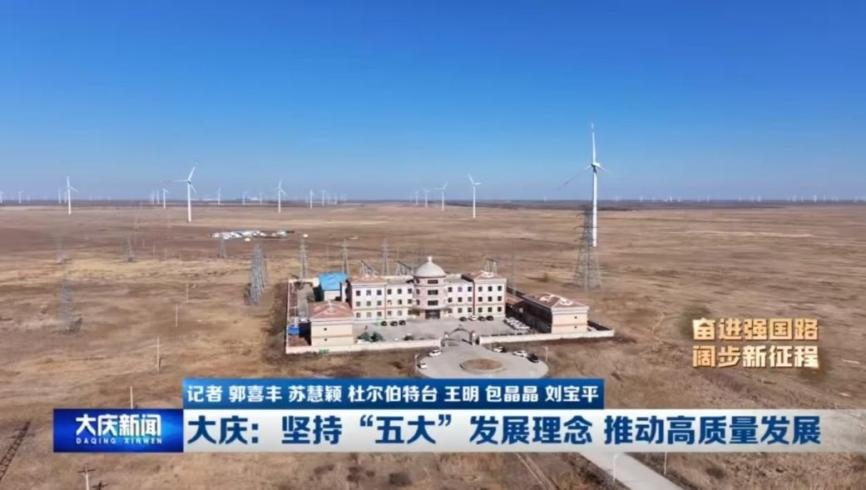 奋进强国路
阔步新征程
记者 郭喜丰 苏慧颖 杜尔伯特台 王明 包晶晶 刘宝平
大庆新闻
DAQING XINWEN
大庆：坚持“五大”发展理念 推动高质量发展